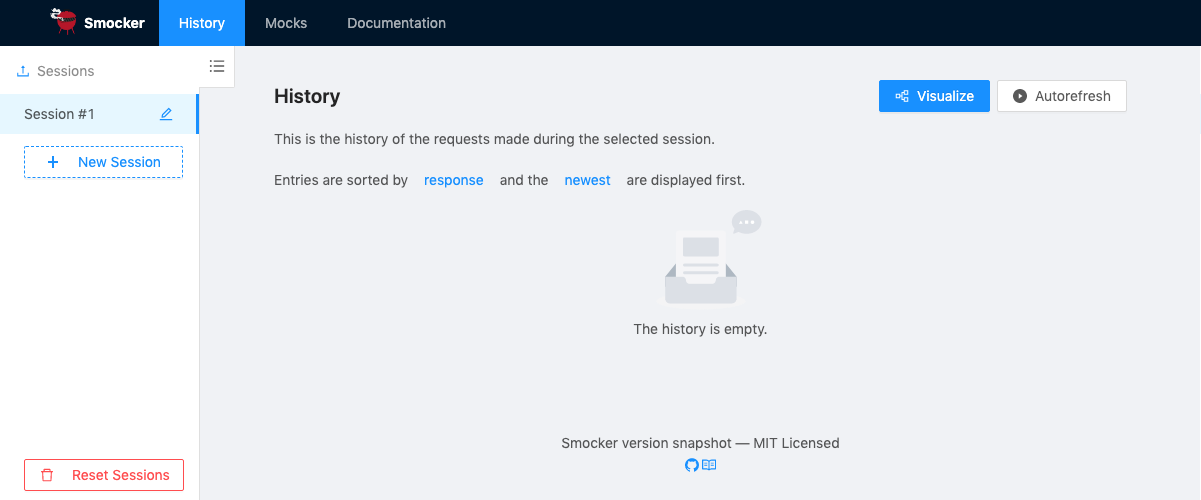 Smocker History Mocks Documentation
Sessions
Session #1
New Session
Reset Sessions
History
Visualize Autorefresh
This is the history of the requests made during the selected session.
Entries are sorted by response and the newest are displayed first.
The history is empty.
Smocker version snapshot — MIT Licensed